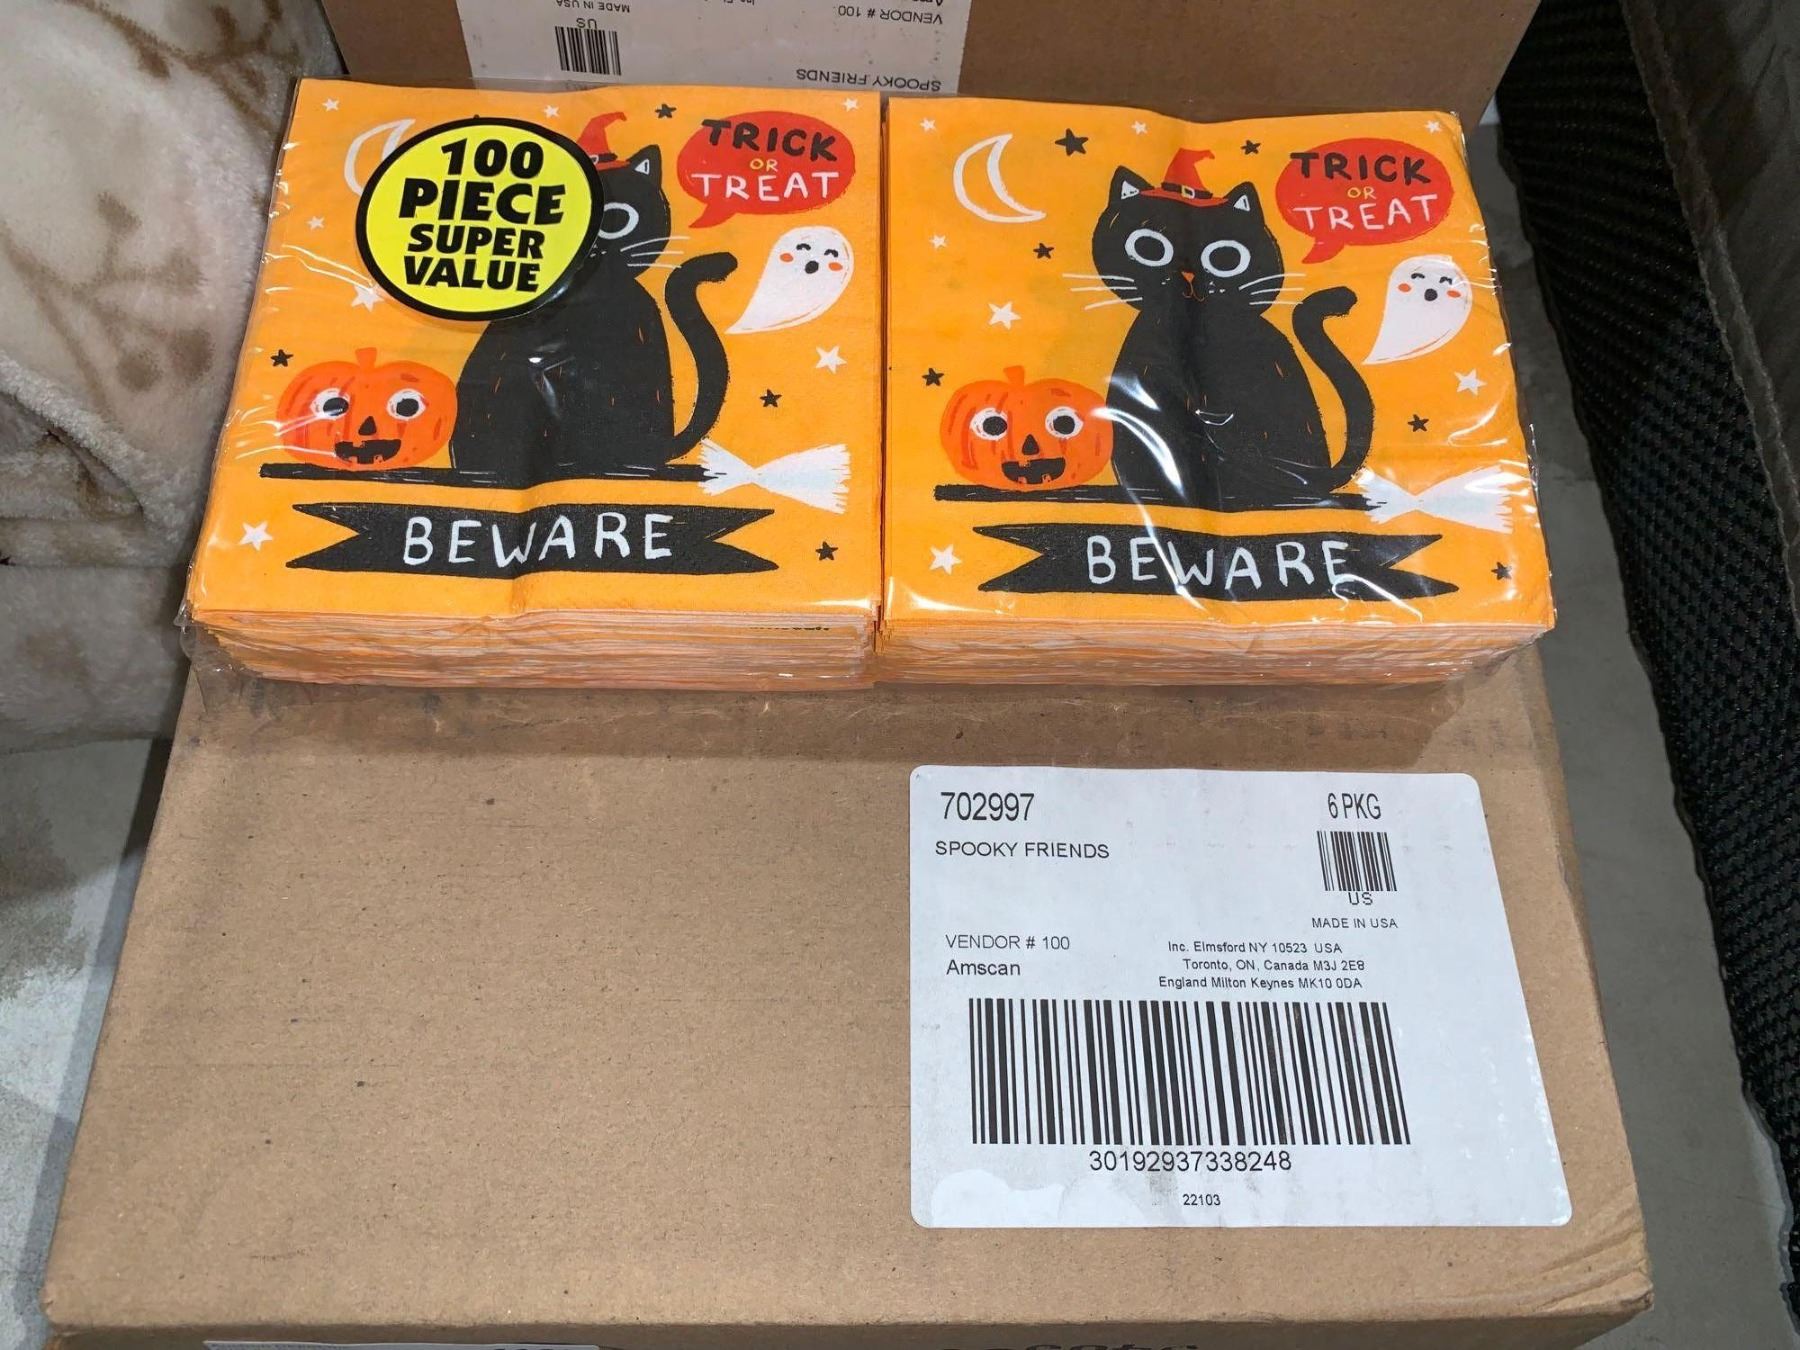 MADE IN USA
US
VENDOR # 100
SPOOKY FRIENDS
100
PIECE
SUPER
VALUE
TRICK
OR
TREAT
BEWARE
TRICK
OR
TREAT
BEWARE
702997
6 PKG
SPOOKY FRIENDS
US
MADE IN USA
VENDOR # 100
Amscan
Inc. Elmsford NY 10523 USA
Toronto, ON, Canada M3J 2E8
England Milton Keynes MK10 0DA
30192937338248
22103